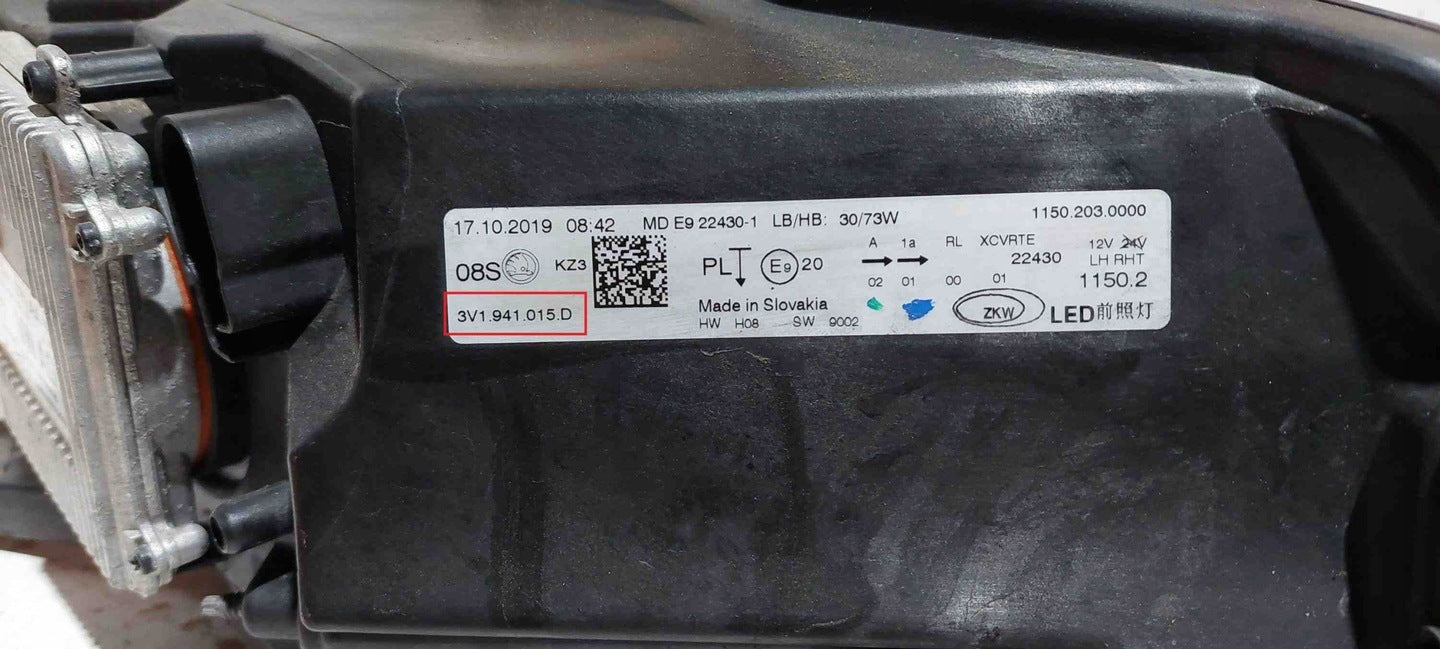 17.10.2019 08:42 MD E9 22430-1 LB/HB: 30/73W 1150.203.0000
08S KZ3 PL E9 20 A 1a RL XCVRTE 12V 24V
22430 LH RHT
02 01 00 01 1150.2
3V1.941.015.D Made in Slovakia ZKW LED前照灯
HW H08 SW 9002